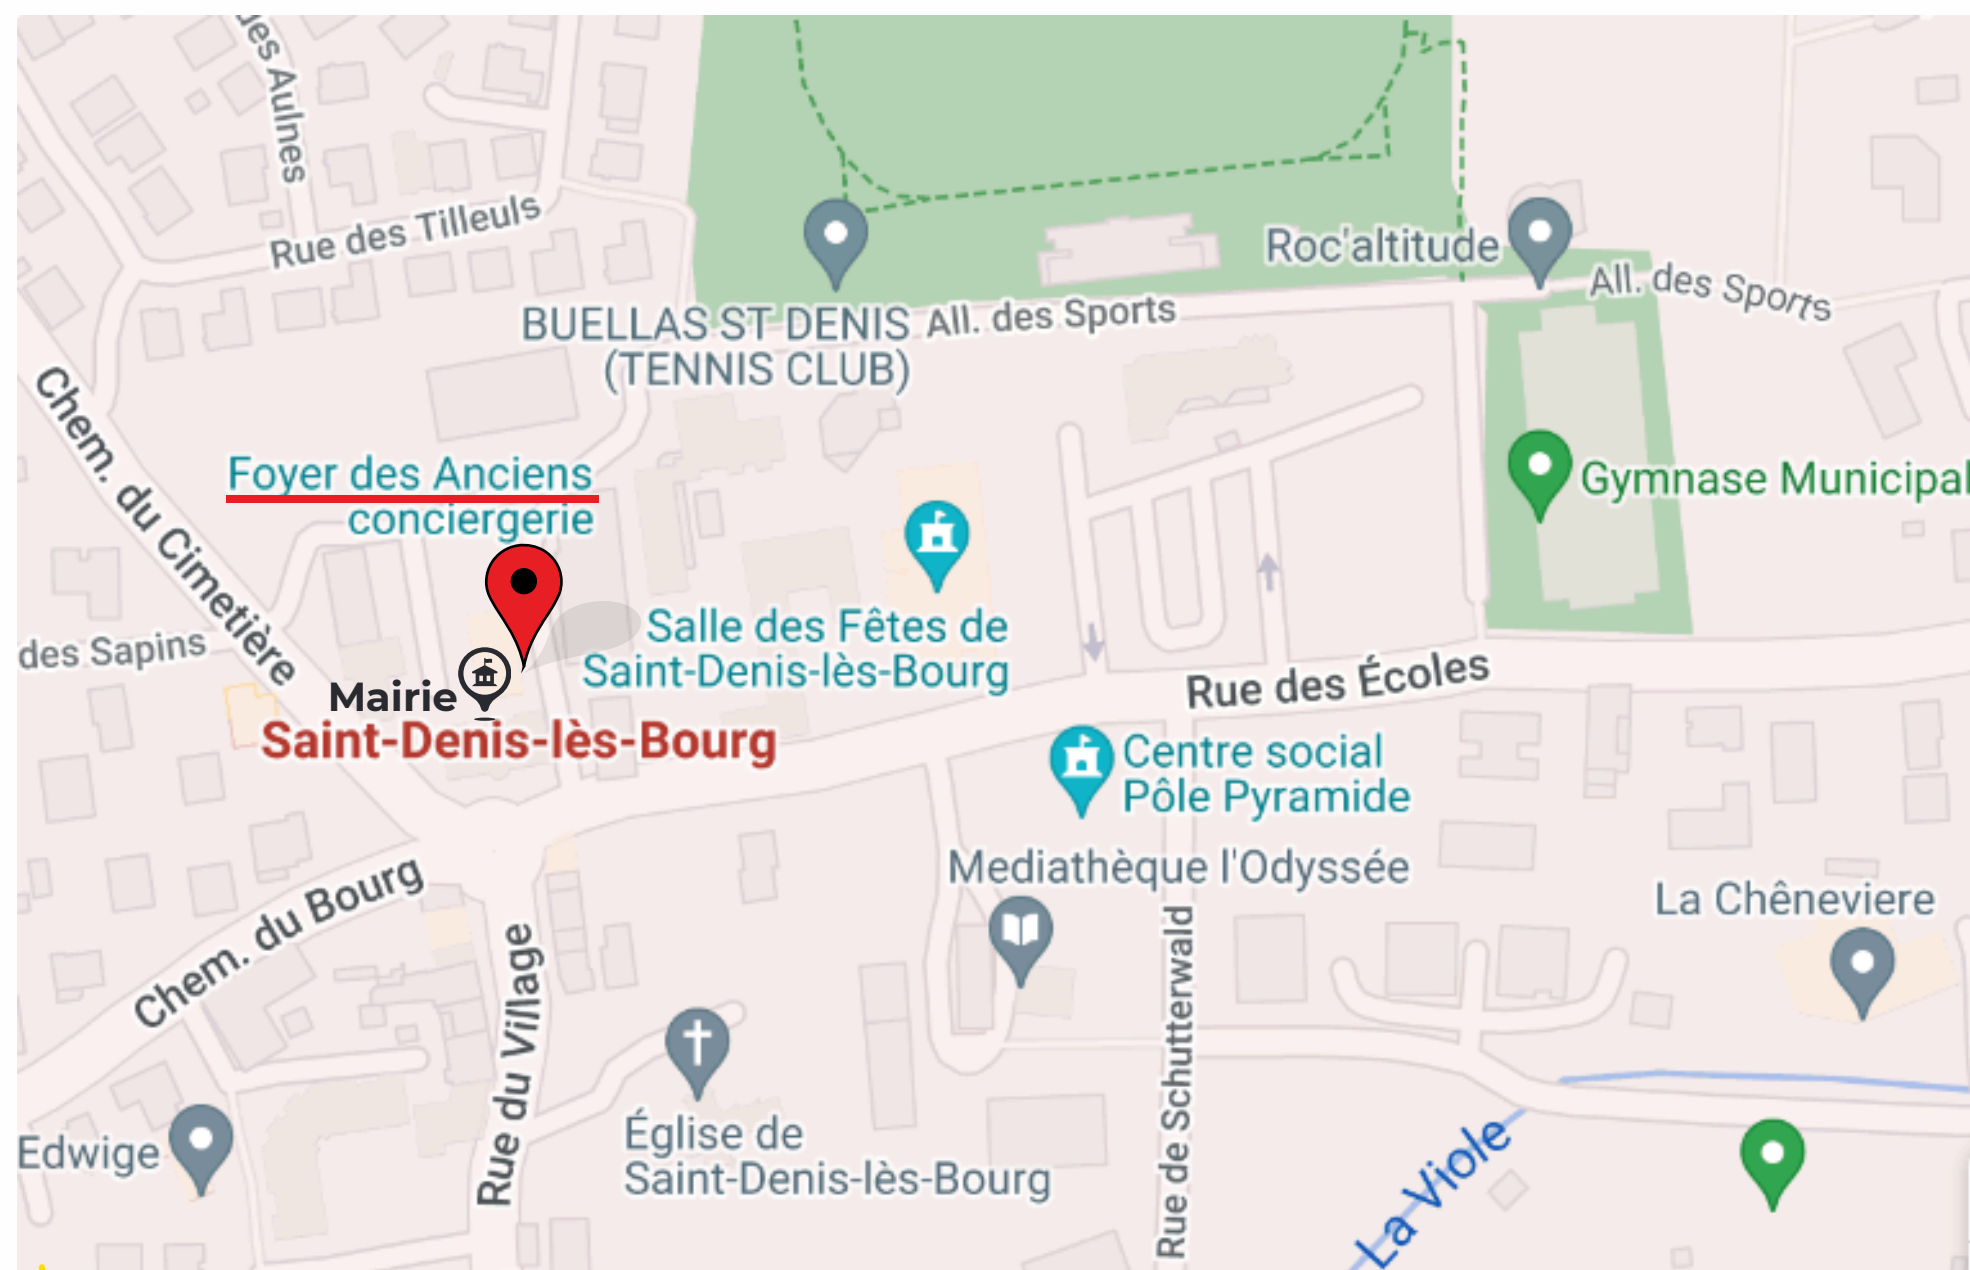 des Aulnes
Rue des Tilleuls
Roc'altitude
All. des Sports
BUELLAS ST DENIS
(TENNIS CLUB)
All. des Sports
Chem. du Cimetière
Foyer des Anciens
conciergerie
Gymnase Municipal
Salle des Fêtes de
Saint-Denis-lès-Bourg
des Sapins
Mairie
Rue des Écoles
Saint-Denis-lès-Bourg
Centre social
Pôle Pyramide
Mediathèque l'Odyssée
Chem. du Bourg
La Chêneviere
Rue du Village
Rue de Schutterwald
Edwige
Église de
Saint-Denis-lès-Bourg
La Viole